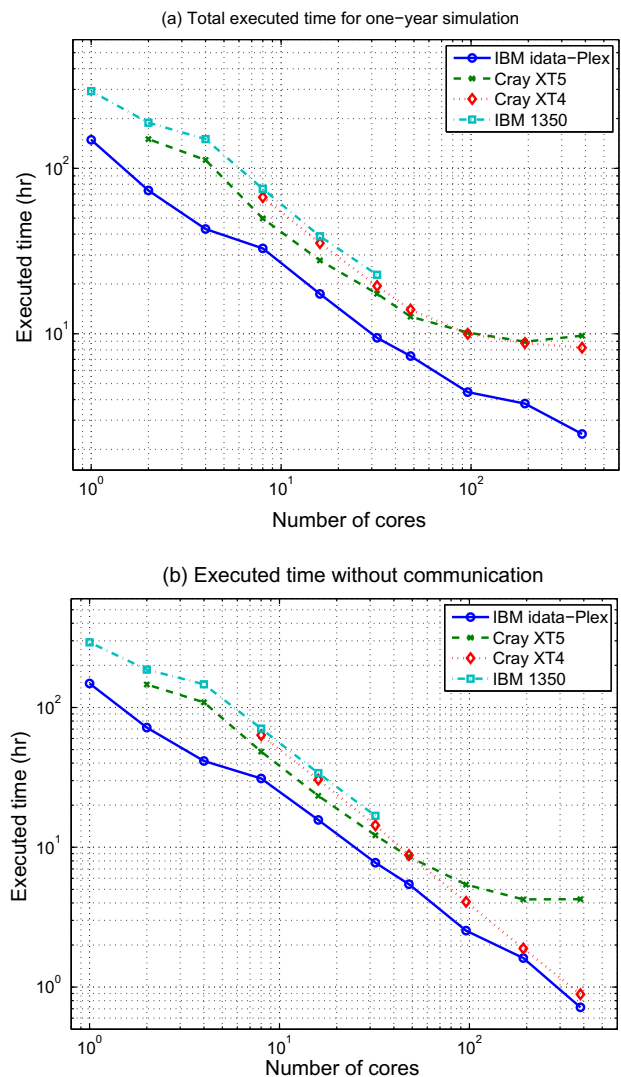 (a) Total executed time for one−year simulation
IBM idata-Plex
Cray XT5
Cray XT4
IBM 1350
Executed time (hr)
10^2
10^1
10^0 10^1 10^2
Number of cores
(b) Executed time without communication
IBM idata-Plex
Cray XT5
Cray XT4
IBM 1350
Executed time (hr)
10^2
10^1
10^0
10^0 10^1 10^2
Number of cores